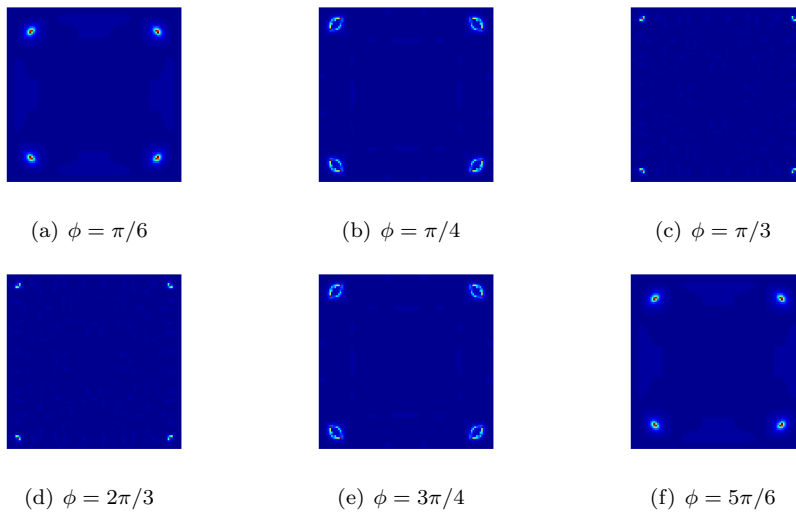 (a) ϕ = π/6
(b) ϕ = π/4
(c) ϕ = π/3
(d) ϕ = 2π/3
(e) ϕ = 3π/4
(f) ϕ = 5π/6